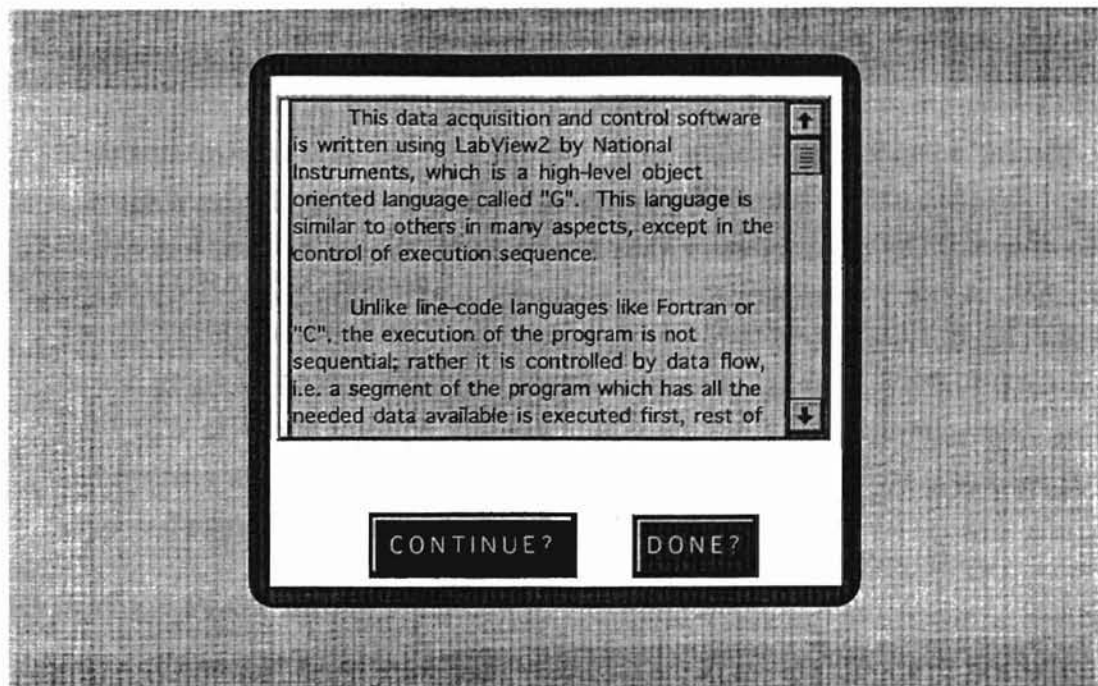 This data acquisition and control software
is written using LabView2 by National
Instruments, which is a high-level object
oriented language called "G". This language is
similar to others in many aspects, except in the
control of execution sequence.
Unlike line-code languages like Fortran or
"C", the execution of the program is not
sequential; rather it is controlled by data flow,
i.e. a segment of the program which has all the
needed data available is executed first, rest of
CONTINUE?
DONE?